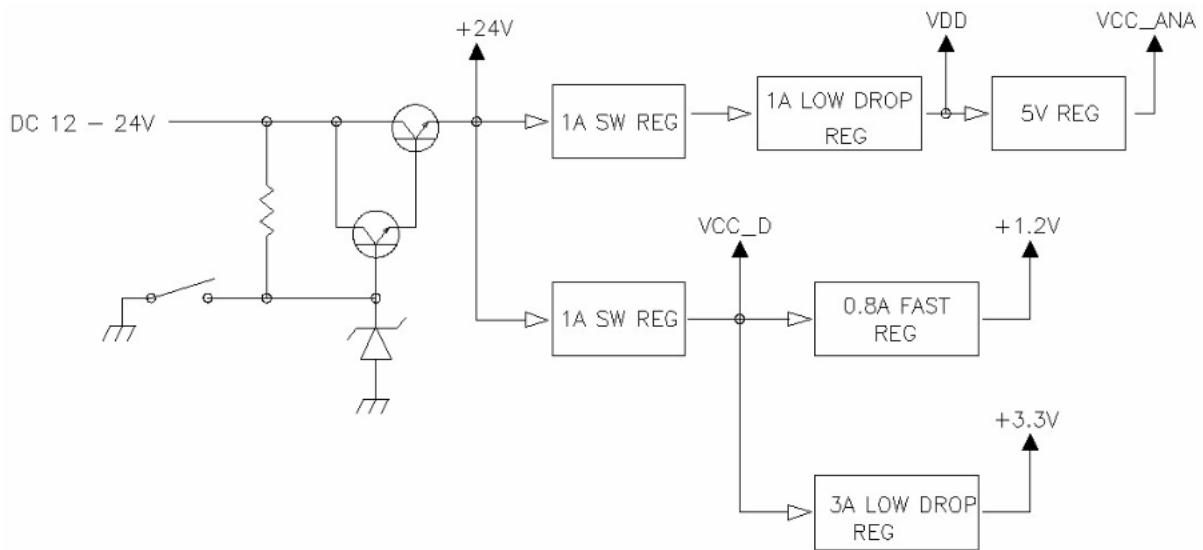 +24V
VDD
VCC_ANA
DC 12 – 24V
1A SW REG
1A LOW DROP
REG
5V REG
VCC_D
+1.2V
1A SW REG
0.8A FAST
REG
+3.3V
3A LOW DROP
REG